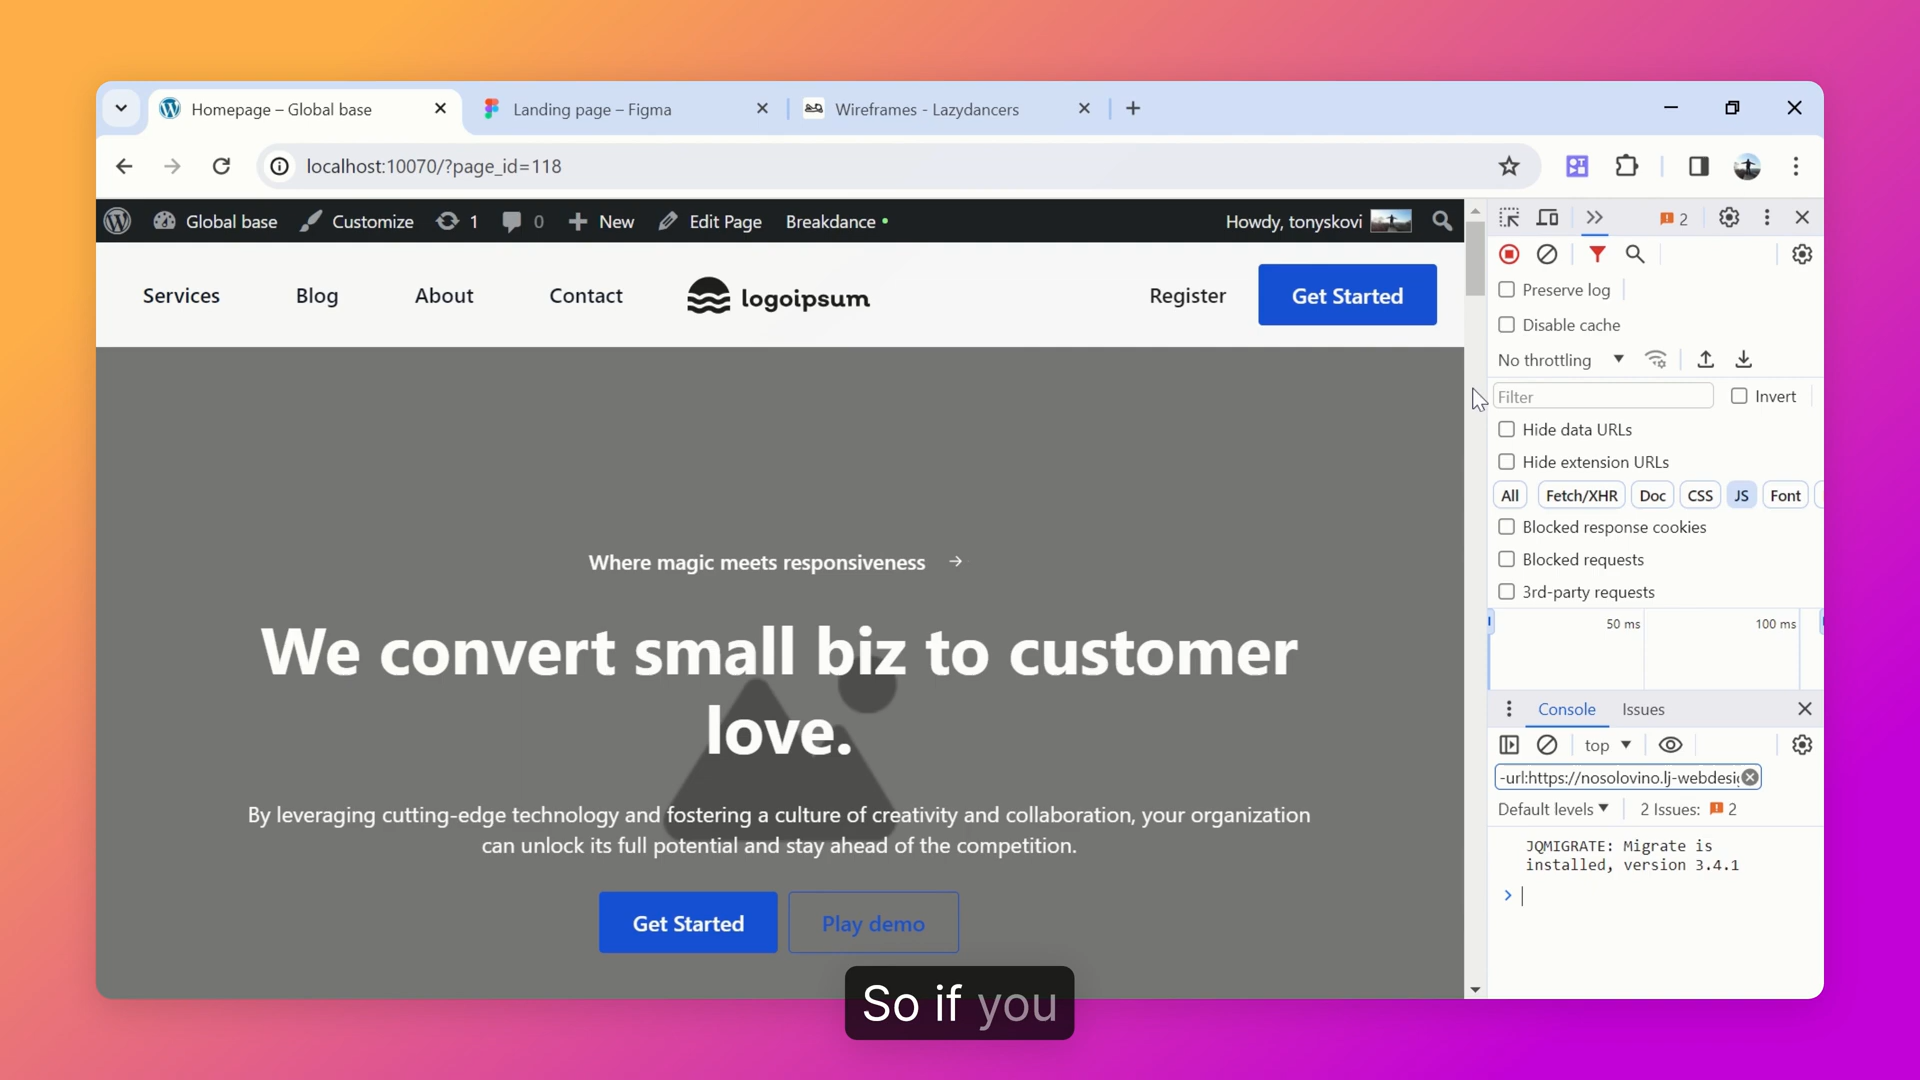 Homepage – Global base
Landing page – Figma
Wireframes - Lazydancers
localhost:10070/?page_id=118
Global base
Customize
1
0
New
Edit Page
Breakdance
Howdy, tonyskovi
Services
Blog
About
Contact
logoipsum
Register
Get Started
Where magic meets responsiveness →
We convert small biz to customer
love.
By leveraging cutting-edge technology and fostering a culture of creativity and collaboration, your organization
can unlock its full potential and stay ahead of the competition.
Get Started
Play demo
2
Preserve log
Disable cache
No throttling
Filter
Invert
Hide data URLs
Hide extension URLs
All
Fetch/XHR
Doc
CSS
JS
Font
Blocked response cookies
Blocked requests
3rd-party requests
50 ms
100 ms
Console
Issues
top
-url:https://nosolovino.lj-webdesi
Default levels
2 Issues:
2
JQMIGRATE: Migrate is
installed, version 3.4.1
So if you